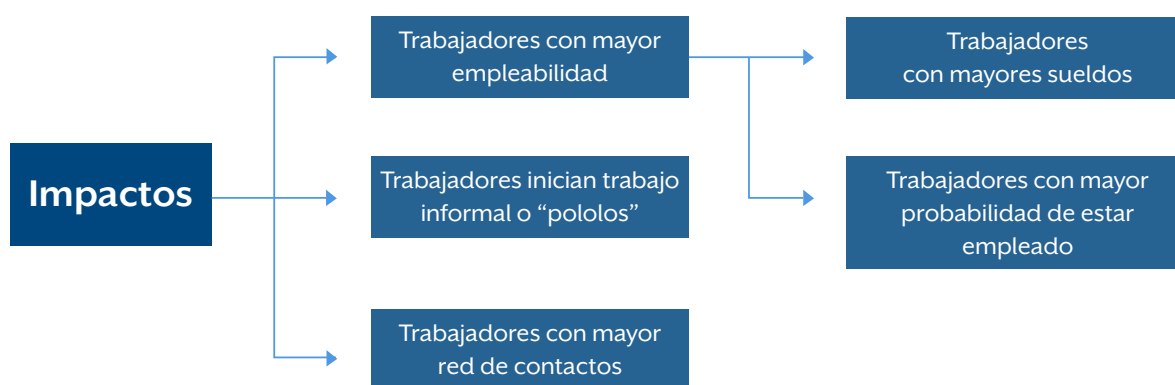 Impactos
Trabajadores con mayor
empleabilidad
Trabajadores inician trabajo
informal o “pololos”
Trabajadores con mayor
red de contactos
Trabajadores
con mayores sueldos
Trabajadores con mayor
probabilidad de estar
empleado